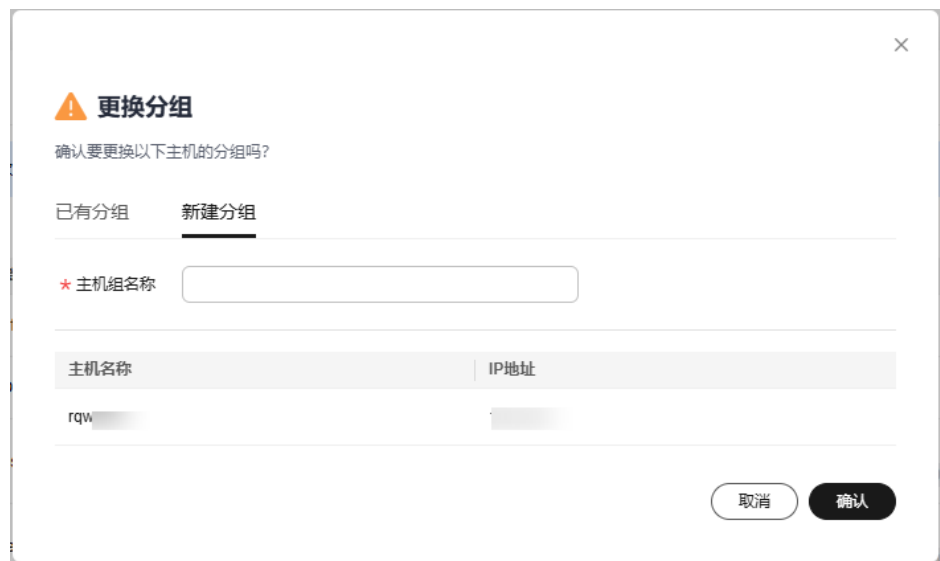 更换分组
确认要更换以下主机的分组吗?
已有分组 新建分组
* 主机组名称
主机名称 IP地址
rqw
取消 确认